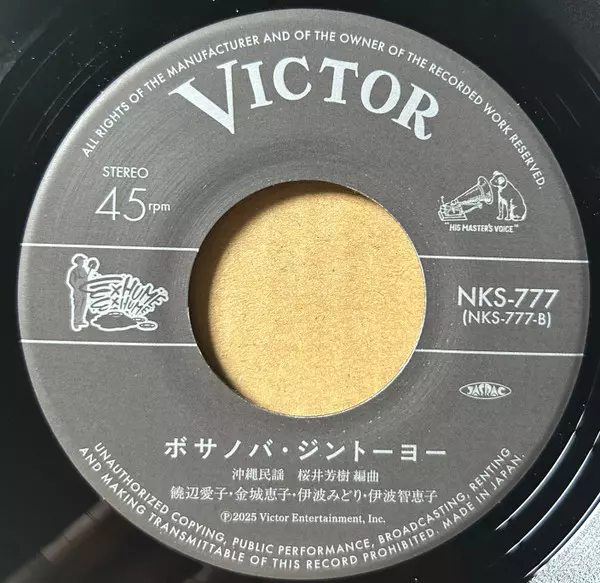 ALL RIGHTS OF THE MANUFACTURER AND OF THE OWNER OF THE RECORDED WORK RESERVED.
VICTOR
STEREO
45rpm
"HIS MASTER'S VOICE"
EXHUME
EXHUME
NKS-777
(NKS-777-B)
JASRAC
ボサノバ・ジントーヨー
沖縄民謡 桜井芳樹 編曲
饒辺愛子・金城恵子・伊波みどり・伊波智恵子
Ⓟ2025 Victor Entertainment, Inc.
UNAUTHORIZED COPYING, PUBLIC PERFORMANCE, BROADCASTING, RENTING
AND MAKING TRANSMITTABLE OF THIS RECORD PROHIBITED. MADE IN JAPAN.